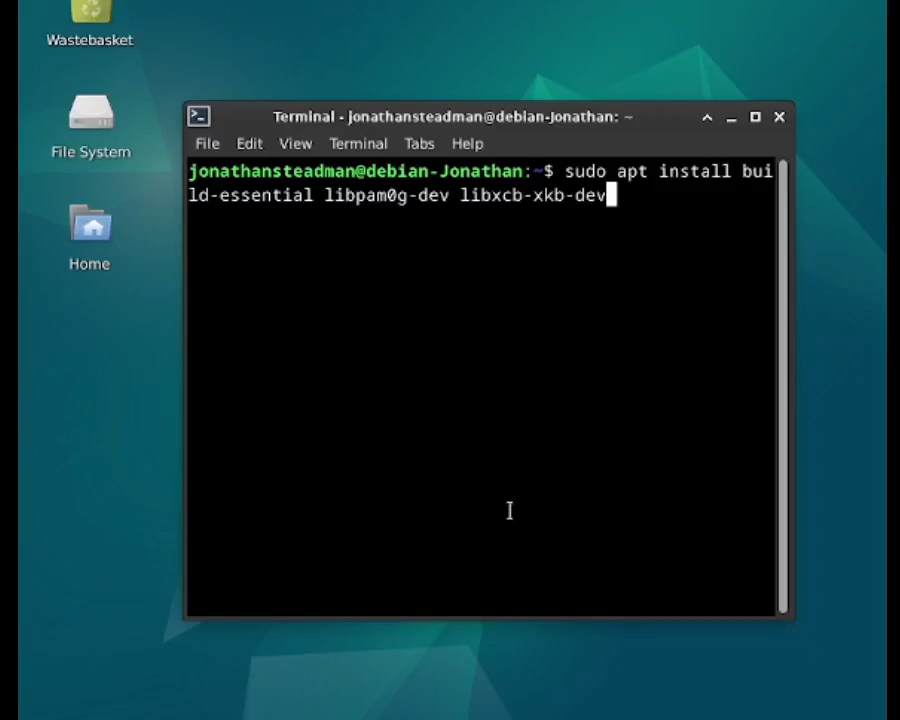 Wastebasket
File System
Home
Terminal - jonathansteadman@debian-Jonathan: ~
File Edit View Terminal Tabs Help
jonathansteadman@debian-Jonathan:~$ sudo apt install bui
ld-essential libpam0g-dev libxcb-xkb-dev